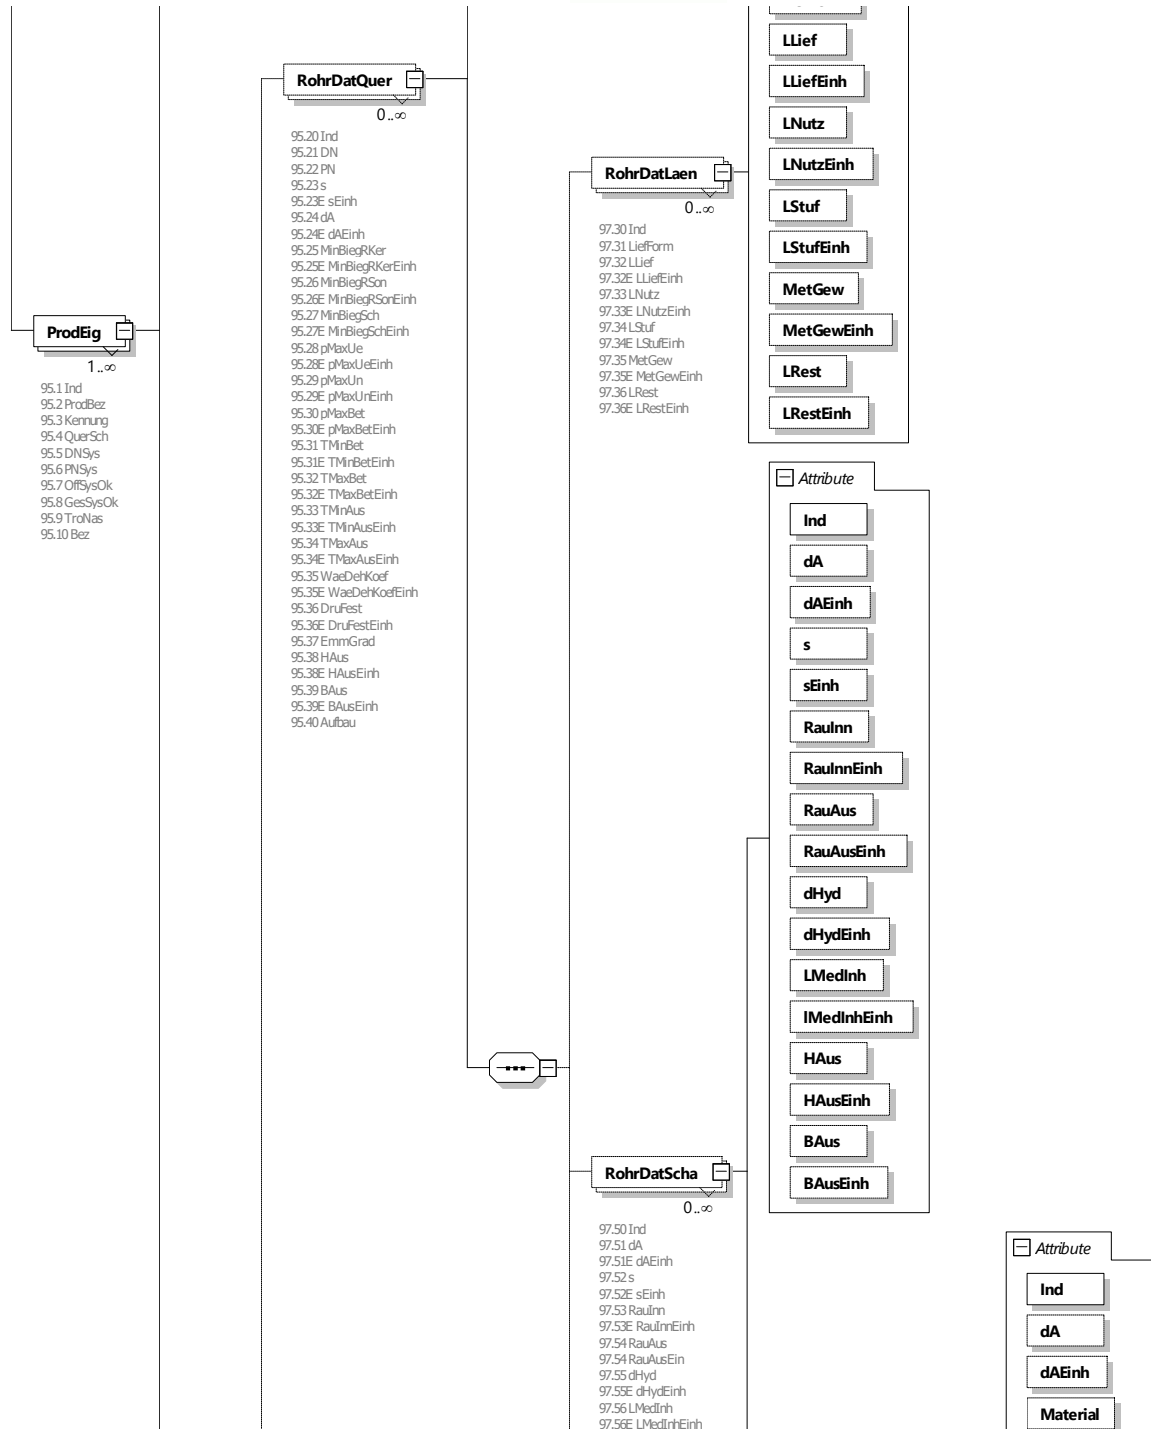 ProdEig
1..∞
95.1 Ind
95.2 ProdBez
95.3 Kennung
95.4 QuerSch
95.5 DNSys
95.6 PNSys
95.7 OffSysOk
95.8 GesSysOk
95.9 TroNas
95.10 Bez
RohrDatQuer
0..∞
95.20 Ind
95.21 DN
95.22 PN
95.23 s
95.23E sEinh
95.24 dA
95.24E dAEinh
95.25 MinBiegRKer
95.25E MinBiegRKerEinh
95.26 MinBiegRSon
95.26E MinBiegRSonEinh
95.27 MinBiegSch
95.27E MinBiegSchEinh
95.28 pMaxUe
95.28E pMaxUeEinh
95.29 pMaxUn
95.29E pMaxUnEinh
95.30 pMaxBet
95.30E pMaxBetEinh
95.31 TMinBet
95.31E TMinBetEinh
95.32 TMaxBet
95.32E TMaxBetEinh
95.33 TMinAus
95.33E TMinAusEinh
95.34 TMaxAus
95.34E TMaxAusEinh
95.35 WaeDehKoef
95.35E WaeDehKoefEinh
95.36 DruFest
95.36E DruFestEinh
95.37 EmmGrad
95.38 HAus
95.38E HAusEinh
95.39 BAus
95.39E BAusEinh
95.40 Aufbau
RohrDatLaen
0..∞
97.30 Ind
97.31 LiefForm
97.32 LLief
97.32E LLiefEinh
97.33 LNutz
97.33E LNutzEinh
97.34 LStuf
97.34E LStufEinh
97.35 MetGew
97.35E MetGewEinh
97.36 LRest
97.36E LRestEinh
LLief
LLiefEinh
LNutz
LNutzEinh
LStuf
LStufEinh
MetGew
MetGewEinh
LRest
LRestEinh
Attribute
Ind
dA
dAEinh
s
sEinh
RauInn
RauInnEinh
RauAus
RauAusEinh
dHyd
dHydEinh
LMedInh
lMedInhEinh
HAus
HAusEinh
BAus
BAusEinh
RohrDatScha
0..∞
97.50 Ind
97.51 dA
97.51E dAEinh
97.52 s
97.52E sEinh
97.53 RauInn
97.53E RauInnEinh
97.54 RauAus
97.54 RauAusEin
97.55 dHyd
97.55E dHydEinh
97.56 LMedInh
97.56E LMedInhEinh
Attribute
Ind
dA
dAEinh
Material